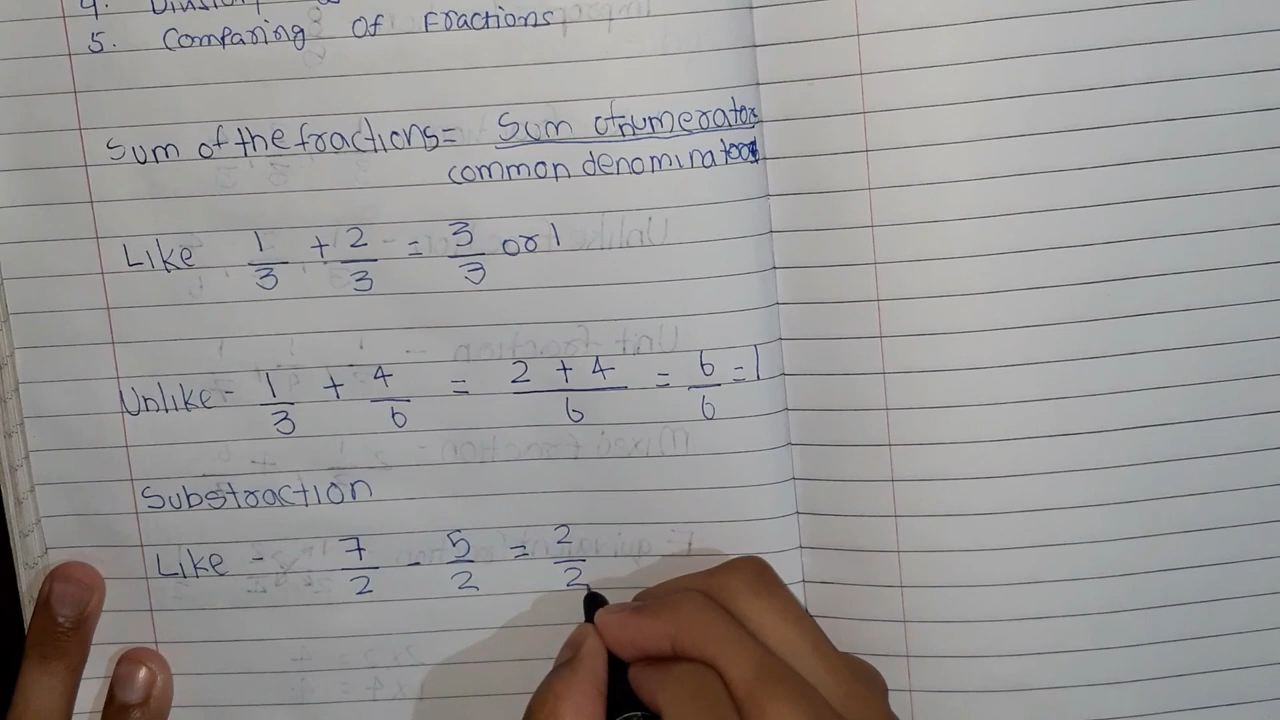 4. Division
5. Comparing Of Fractions
Sum of the fractions = Sum of numerator / common denominator
Like 1/3 + 2/3 = 3/3 or 1
Unlike - 1/3 + 4/6 = 2 + 4 / 6 = 6/6 = 1
Substraction
Like - 7/2 - 5/2 = 2/2